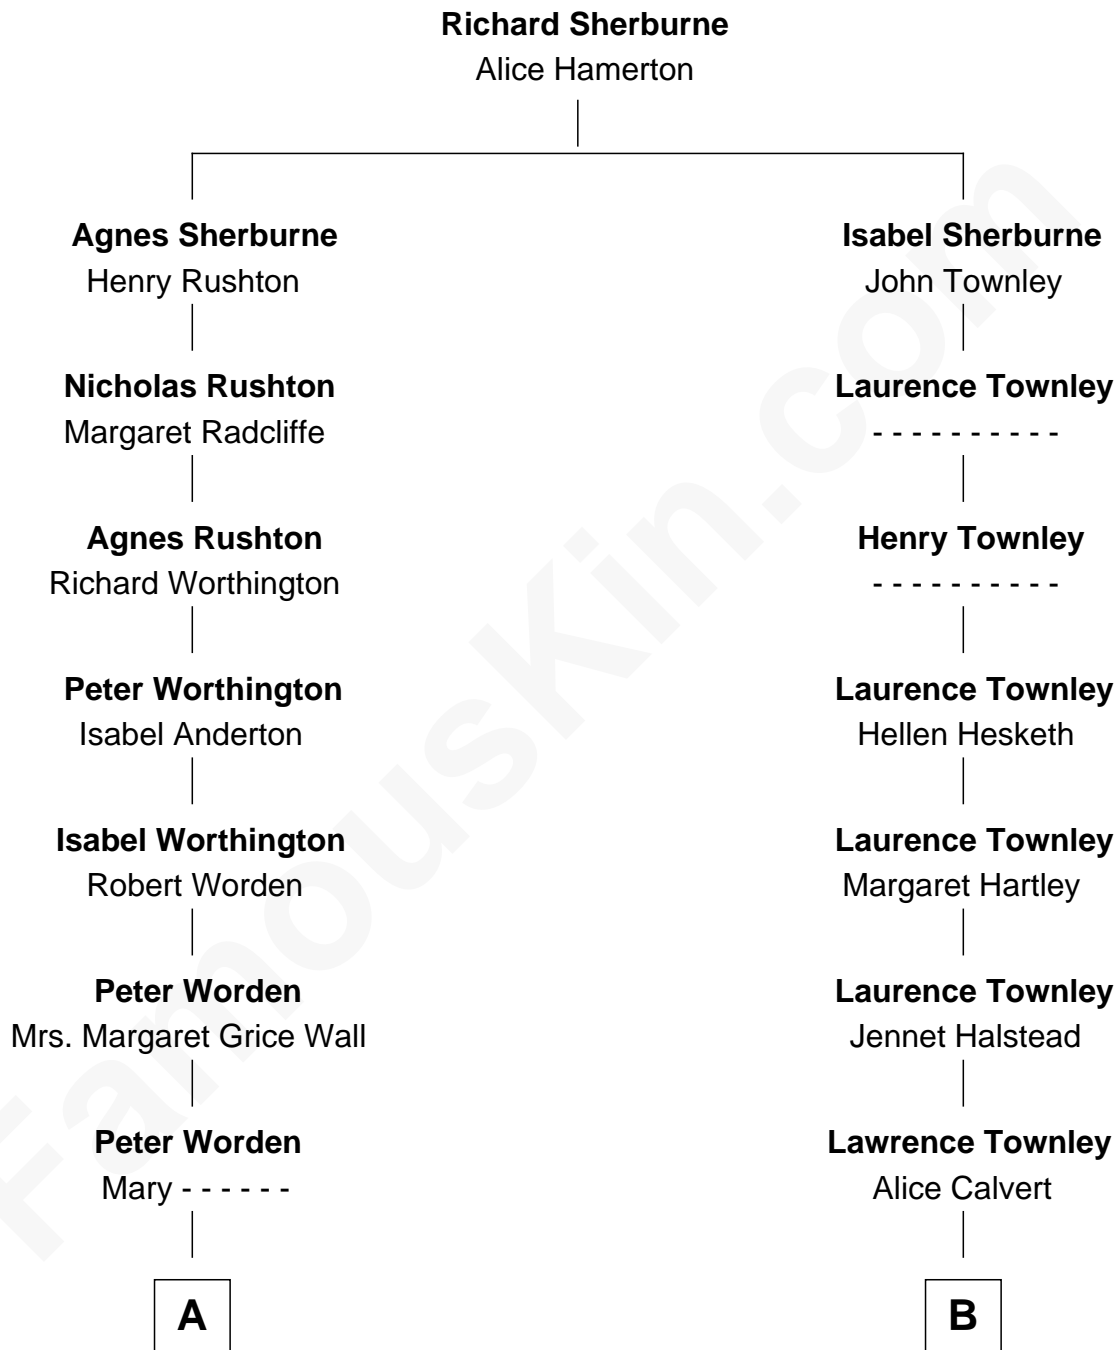 Richard Sherburne
Alice Hamerton
Agnes Sherburne
Henry Rushton
Isabel Sherburne
John Townley
Nicholas Rushton
Margaret Radcliffe
Laurence Townley
- - - - - - - - - -
Agnes Rushton
Richard Worthington
Henry Townley
- - - - - - - - - -
Peter Worthington
Isabel Anderton
Laurence Townley
Hellen Hesketh
Isabel Worthington
Robert Worden
Laurence Townley
Margaret Hartley
Peter Worden
Mrs. Margaret Grice Wall
Laurence Townley
Jennet Halstead
Peter Worden
Mary - - - - - -
Lawrence Townley
Alice Calvert
A
B
FamousKin.com